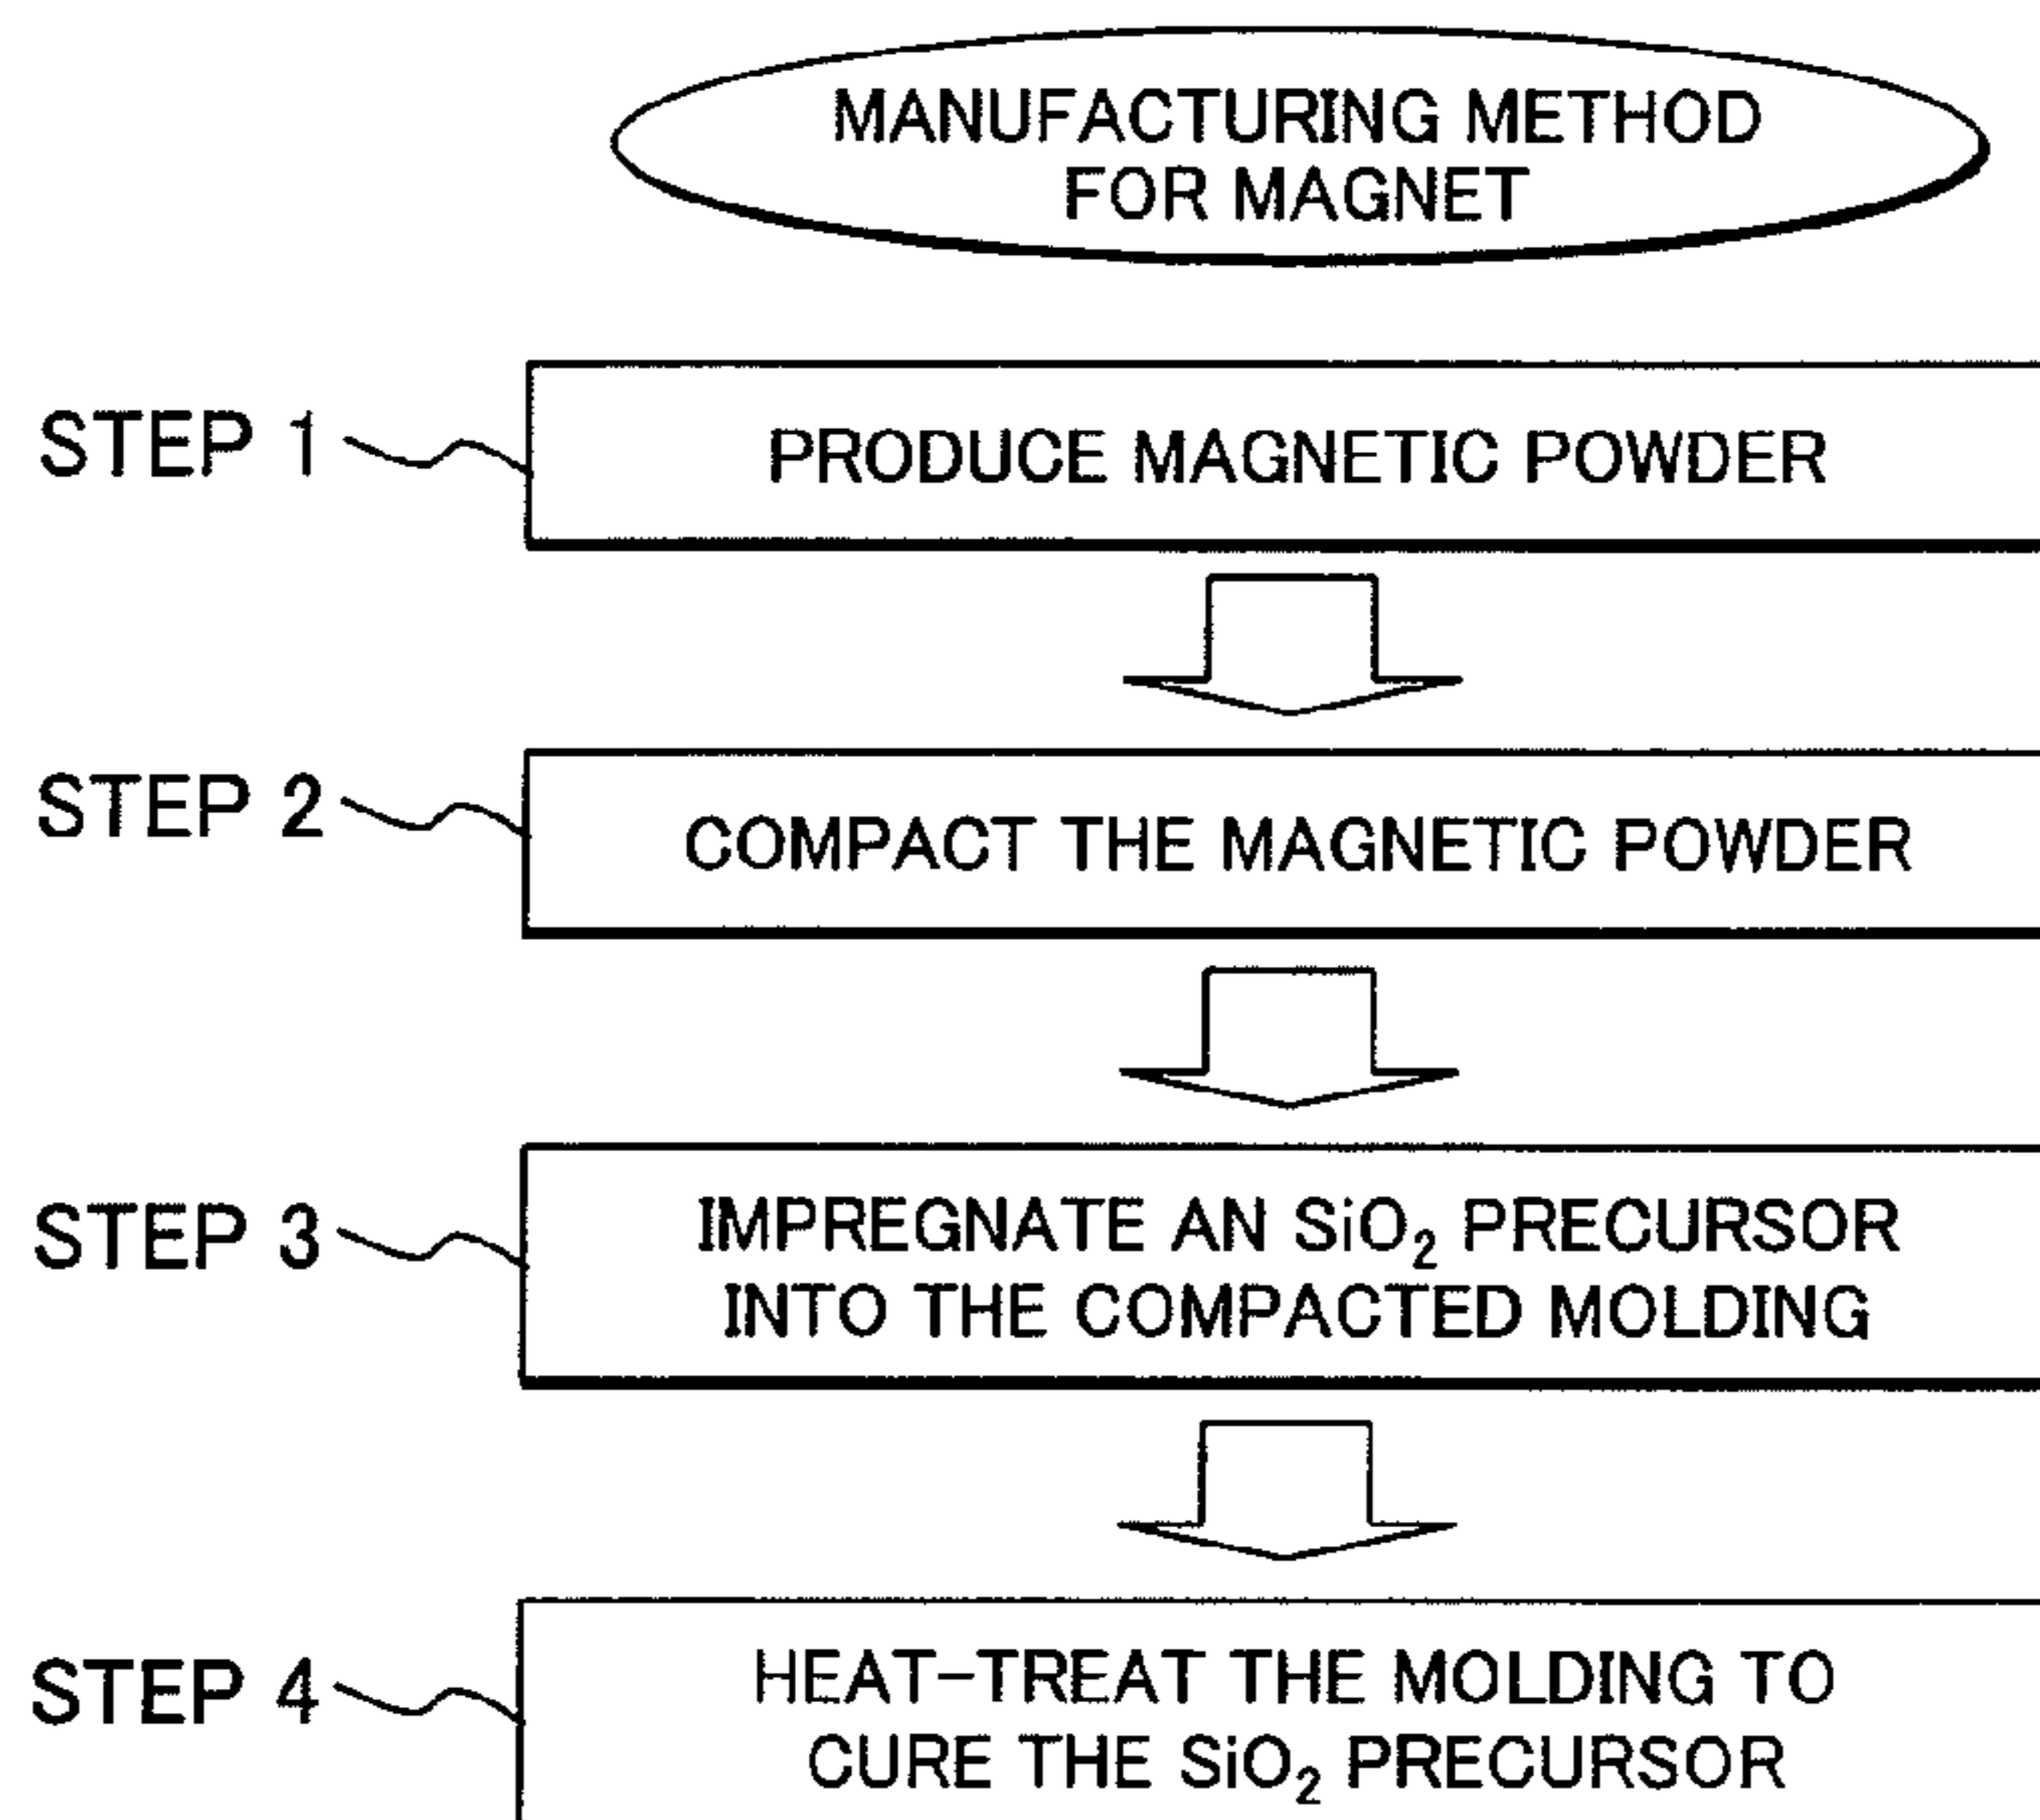 MANUFACTURING METHOD
FOR MAGNET
STEP 1
PRODUCE MAGNETIC POWDER
STEP 2
COMPACT THE MAGNETIC POWDER
STEP 3
IMPREGNATE AN SiO₂ PRECURSOR
INTO THE COMPACTED MOLDING
STEP 4
HEAT-TREAT THE MOLDING TO
CURE THE SiO₂ PRECURSOR